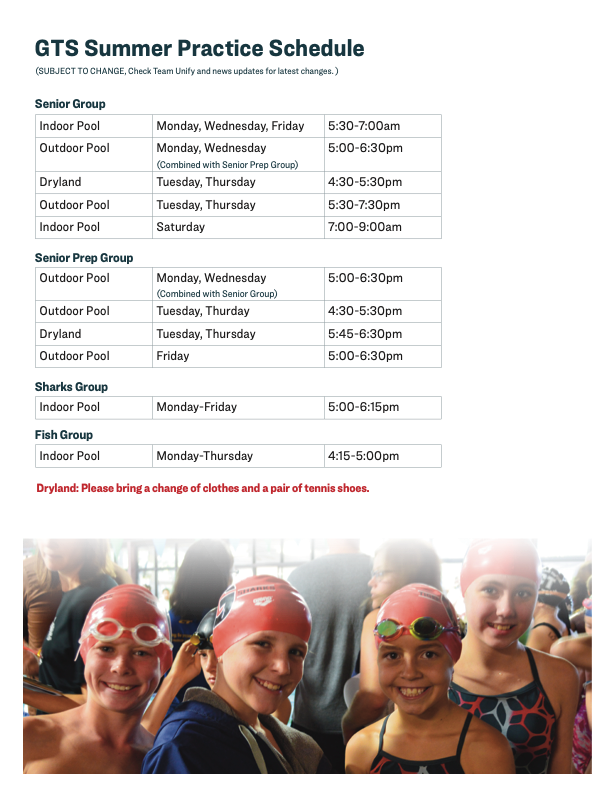 GTS Summer Practice Schedule
(SUBJECT TO CHANGE, Check Team Unify and news updates for latest changes. )
Senior Group
Indoor Pool Monday, Wednesday, Friday 5:30-7:00am
Outdoor Pool Monday, Wednesday 5:00-6:30pm
(Combined with Senior Prep Group)
Dryland Tuesday, Thursday 4:30-5:30pm
Outdoor Pool Tuesday, Thursday 5:30-7:30pm
Indoor Pool Saturday 7:00-9:00am
Senior Prep Group
Outdoor Pool Monday, Wednesday 5:00-6:30pm
(Combined with Senior Group)
Outdoor Pool Tuesday, Thurday 4:30-5:30pm
Dryland Tuesday, Thursday 5:45-6:30pm
Outdoor Pool Friday 5:00-6:30pm
Sharks Group
Indoor Pool Monday-Friday 5:00-6:15pm
Fish Group
Indoor Pool Monday-Thursday 4:15-5:00pm
Dryland: Please bring a change of clothes and a pair of tennis shoes.